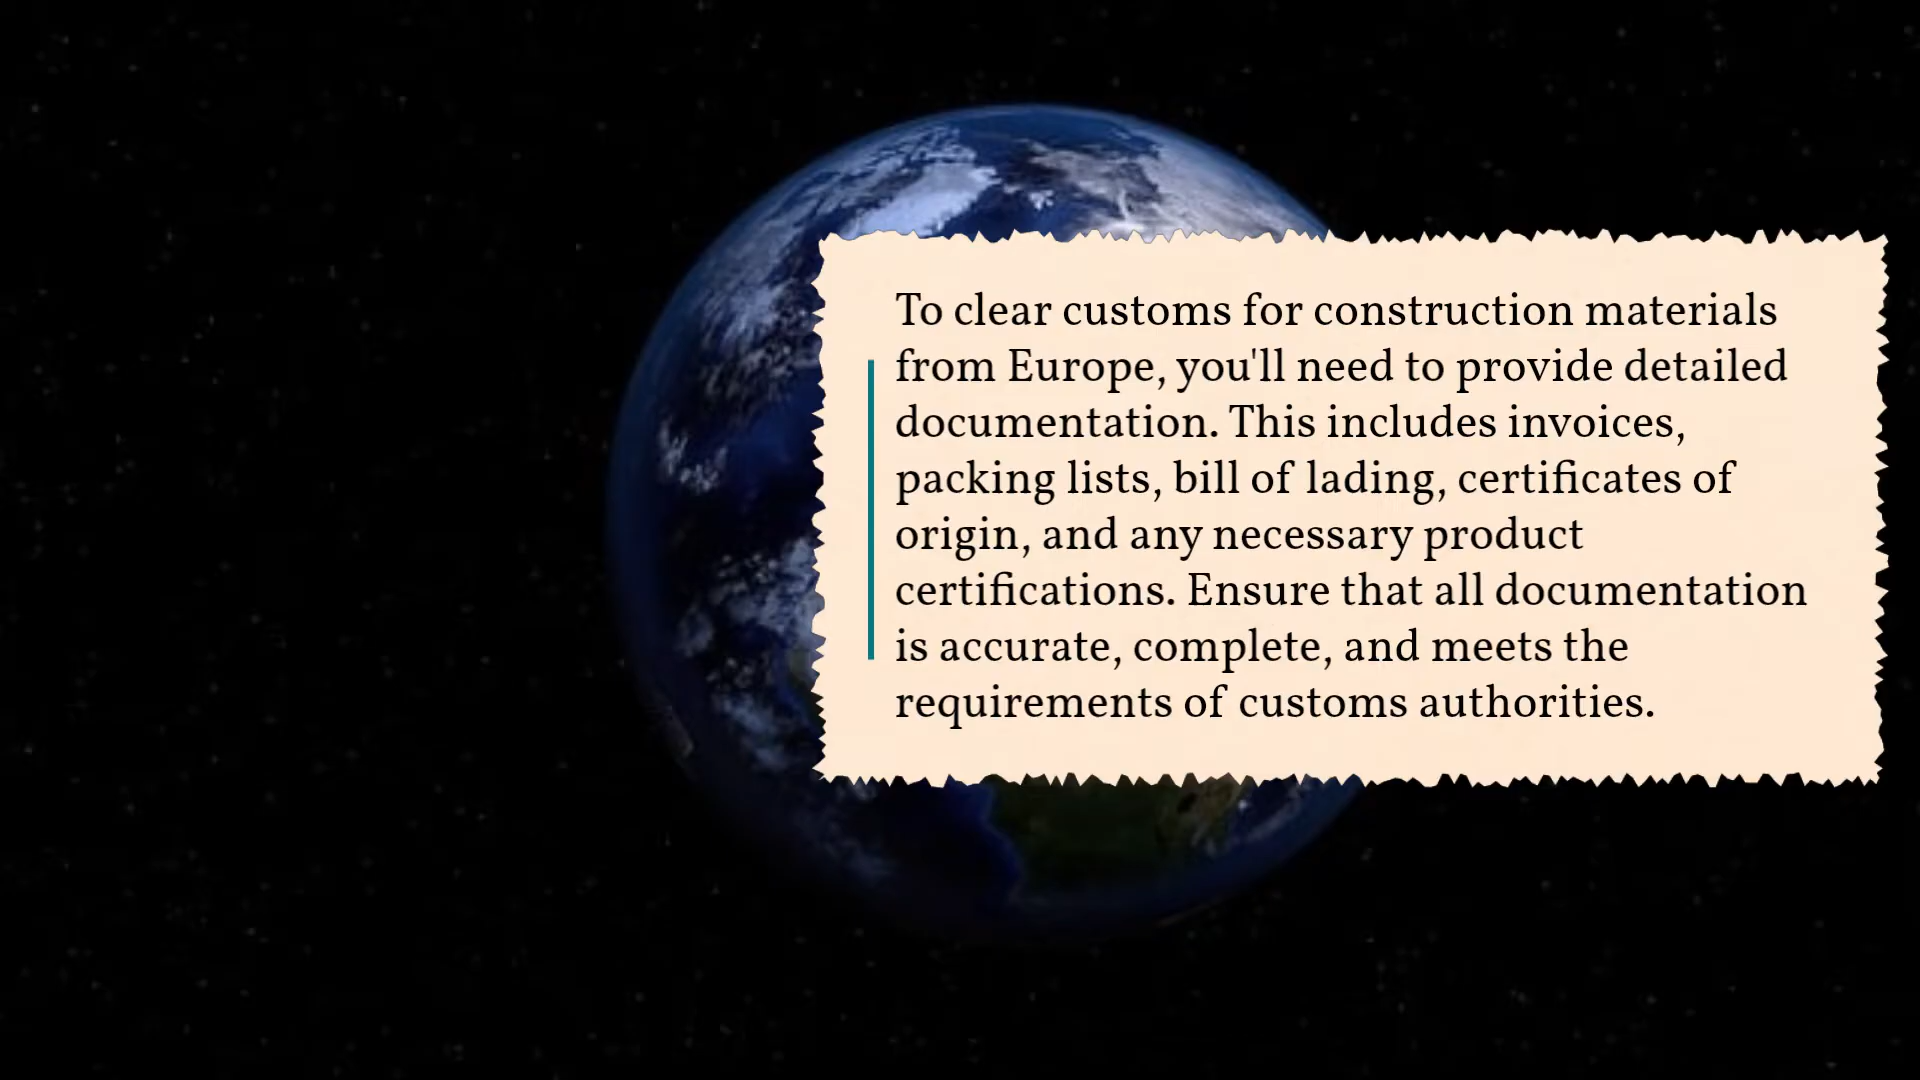 To clear customs for construction materials
from Europe, you'll need to provide detailed
documentation. This includes invoices,
packing lists, bill of lading, certificates of
origin, and any necessary product
certifications. Ensure that all documentation
is accurate, complete, and meets the
requirements of customs authorities.